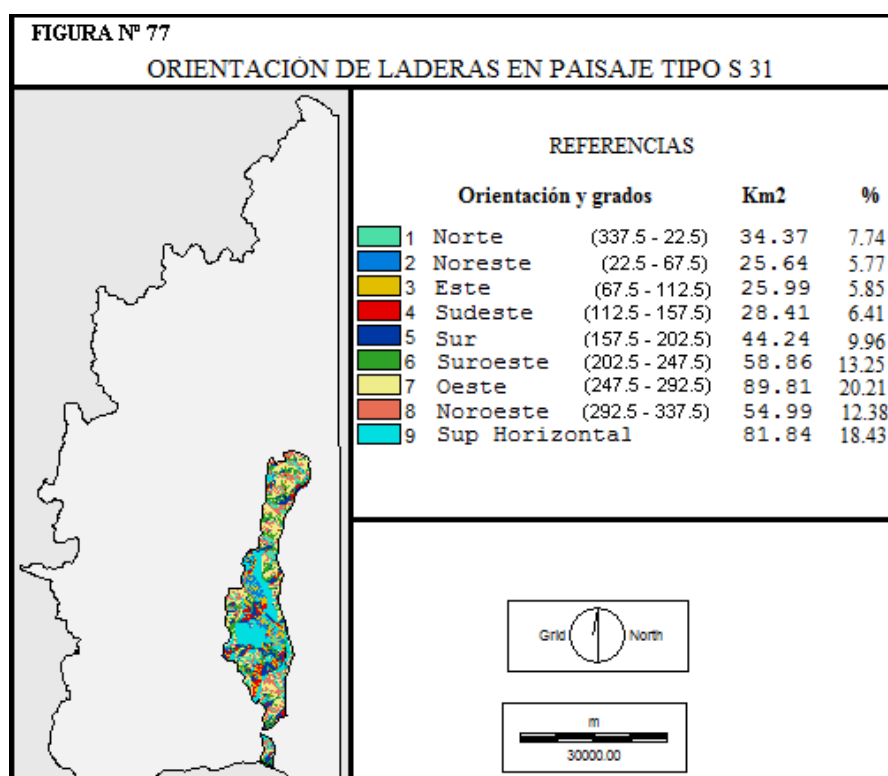 FIGURA Nº 77
ORIENTACIÓN DE LADERAS EN PAISAJE TIPO S 31
REFERENCIAS
Orientación y grados Km2 %
1 Norte (337.5 - 22.5) 34.37 7.74
2 Noreste (22.5 - 67.5) 25.64 5.77
3 Este (67.5 - 112.5) 25.99 5.85
4 Sudeste (112.5 - 157.5) 28.41 6.41
5 Sur (157.5 - 202.5) 44.24 9.96
6 Suroeste (202.5 - 247.5) 58.86 13.25
7 Oeste (247.5 - 292.5) 89.81 20.21
8 Noroeste (292.5 - 337.5) 54.99 12.38
9 Sup Horizontal 81.84 18.43
Grid North
m
30000.00